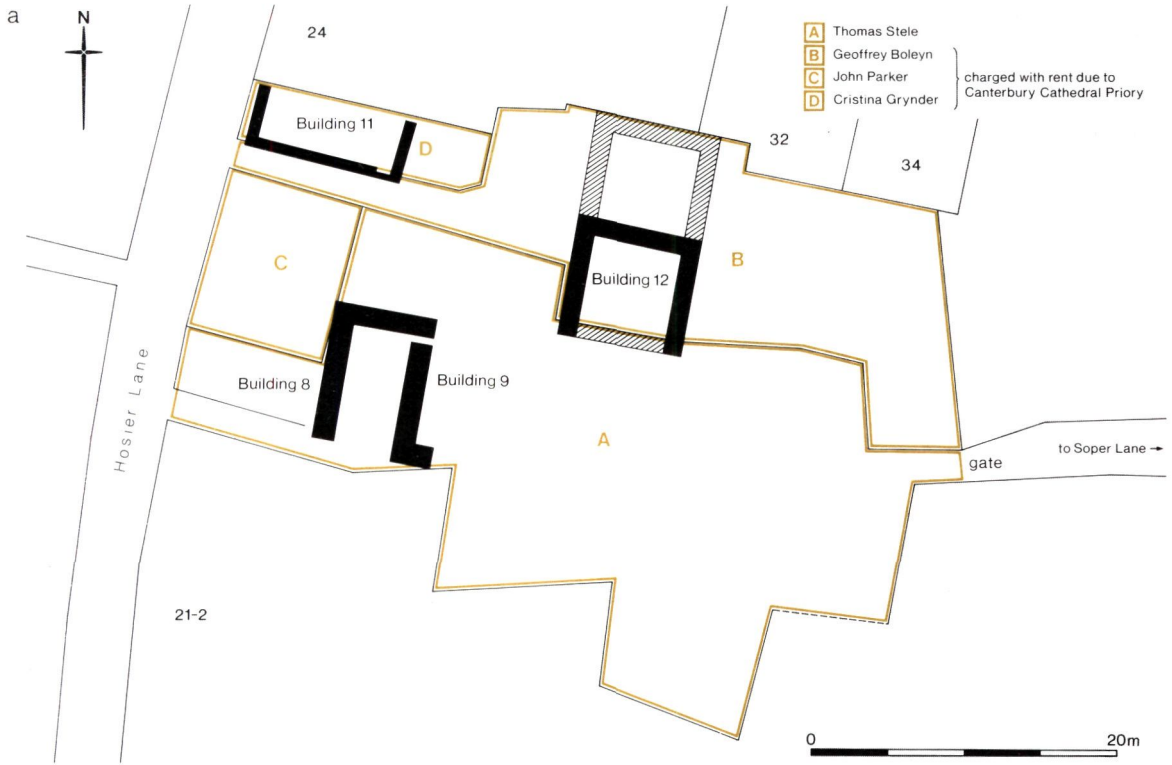 a
N
24
A Thomas Stele
B Geoffrey Boleyn
C John Parker
D Cristina Grynder
charged with rent due to
Canterbury Cathedral Priory
32
34
Building 11
D
C
Building 12
B
Building 8
Building 9
Hosier Lane
A
to Soper Lane →
gate
21-2
0 20m